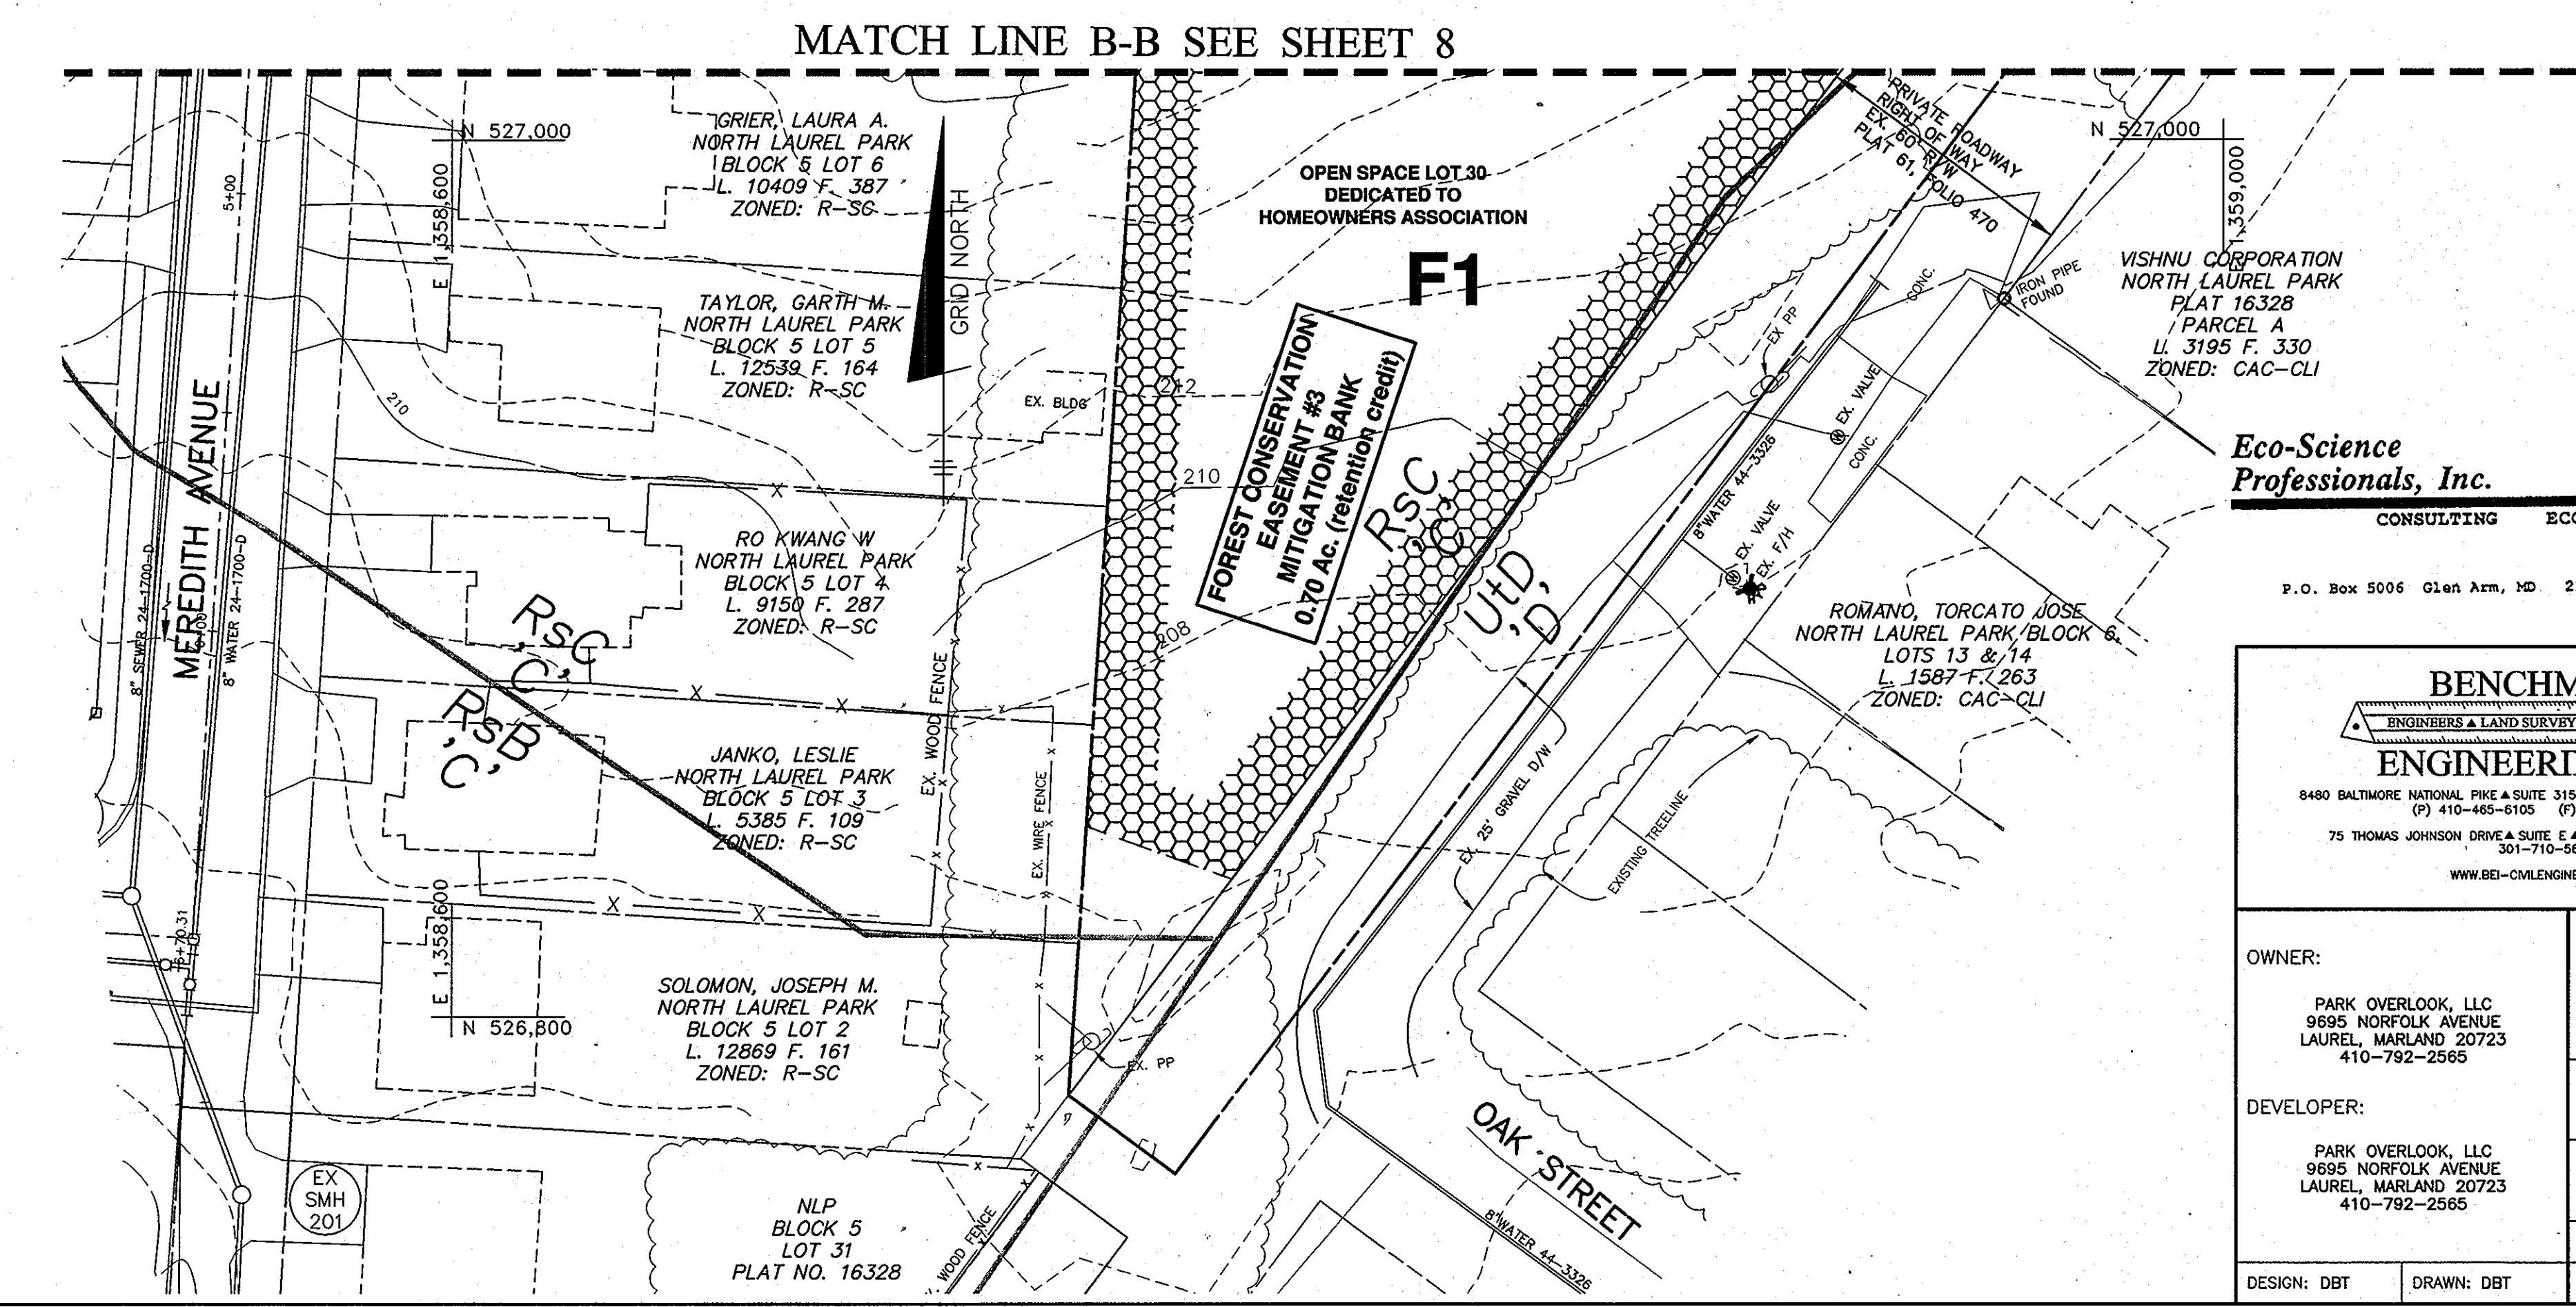 MATCH LINE B-B SEE SHEET 8
N 527,000
E 1,358,600
5+00
GRIER, LAURA A.
NORTH LAUREL PARK
BLOCK 5 LOT 6
L. 10409 F. 387
ZONED: R-SC
GRID NORTH
TAYLOR, GARTH M.
NORTH LAUREL PARK
BLOCK 5 LOT 5
L. 12539 F. 164
ZONED: R-SC
210
MEREDITH AVENUE
8" SEWER 24-1700-D
8" WATER 24-1700-D
EX. BLDG
RO KWANG W
NORTH LAUREL PARK
BLOCK 5 LOT 4
L. 9150 F. 287
ZONED: R-SC
RsC
'C'
RsB
'C'
JANKO, LESLIE
NORTH LAUREL PARK
BLOCK 5 LOT 3
L. 5385 F. 109
ZONED: R-SC
EX. WOOD FENCE
EX. WIRE FENCE
6+70.31
E 1,358,600
N 526,800
SOLOMON, JOSEPH M.
NORTH LAUREL PARK
BLOCK 5 LOT 2
L. 12869 F. 161
ZONED: R-SC
EX. PP
EX
SMH
201
NLP
BLOCK 5
LOT 31
PLAT NO. 16328
WOOD FENCE
OPEN SPACE LOT 30
DEDICATED TO
HOMEOWNERS ASSOCIATION
F1
FOREST CONSERVATION
EASEMENT #3
MITIGATION BANK
0.70 Ac. (retention credit)
212
210
208
RsC
'C'
UtD,
'D'
PRIVATE ROADWAY
RIGHT OF WAY
EX. 60' R/W
PLAT 61, FOLIO 470
N 527,000
E 1,359,000
IRON PIPE
FOUND
VISHNU CORPORATION
NORTH LAUREL PARK
PLAT 16328
PARCEL A
L. 3195 F. 330
ZONED: CAC-CLI
CONC.
EX PP
EX. VALVE
CONC.
8"WATER 44-3326
EX. VALVE
EX. F/H
ROMANO, TORCATO JOSE
NORTH LAUREL PARK/BLOCK 6,
LOTS 13 & 14
L. 1587 F. 263
ZONED: CAC-CLI
EX. 25' GRAVEL D/W
EXISTING TREELINE
OAK STREET
8"WATER 44-3326
Eco-Science
Professionals, Inc.
CONSULTING ECO
P.O. Box 5006 Glen Arm, MD 2
BENCHM
ENGINEERS ▲ LAND SURVEY
ENGINEERI
8480 BALTIMORE NATIONAL PIKE ▲ SUITE 315
(P) 410-465-6105 (F)
75 THOMAS JOHNSON DRIVE ▲ SUITE E ▲
301-710-56
WWW.BEI-CIVILENGINE
OWNER:
PARK OVERLOOK, LLC
9695 NORFOLK AVENUE
LAUREL, MARLAND 20723
410-792-2565
DEVELOPER:
PARK OVERLOOK, LLC
9695 NORFOLK AVENUE
LAUREL, MARLAND 20723
410-792-2565
DESIGN: DBT
DRAWN: DBT